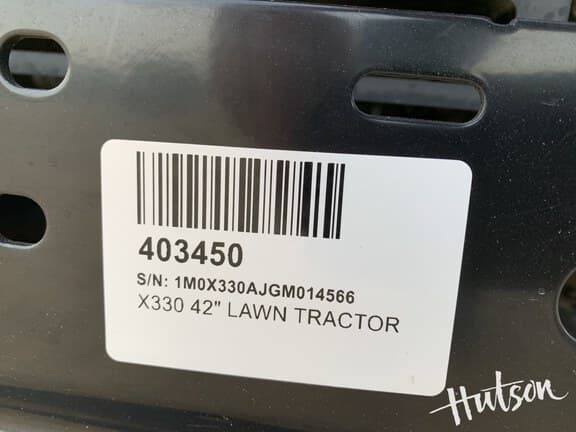 403450
S/N: 1M0X330AJGM014566
X330 42" LAWN TRACTOR
Hutson